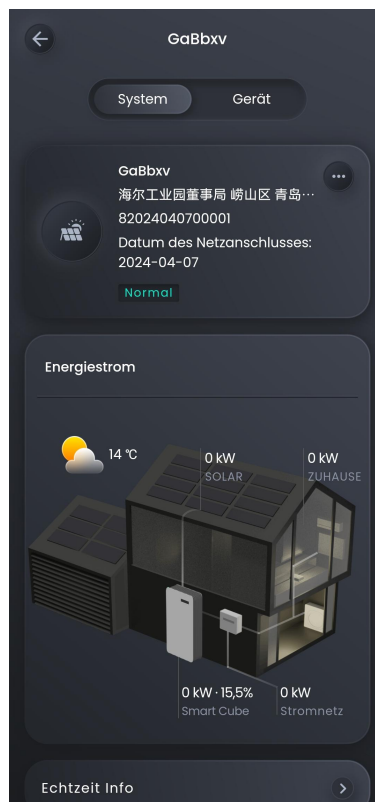 GaBbxv
System
Gerät
GaBbxv
海尔工业园董事局 崂山区 青岛···
82024040700001
Datum des Netzanschlusses:
2024-04-07
Normal
Energiestrom
14 ℃
0 kW
SOLAR
0 kW
ZUHAUSE
0 kW · 15,5%
Smart Cube
0 kW
Stromnetz
Echtzeit Info